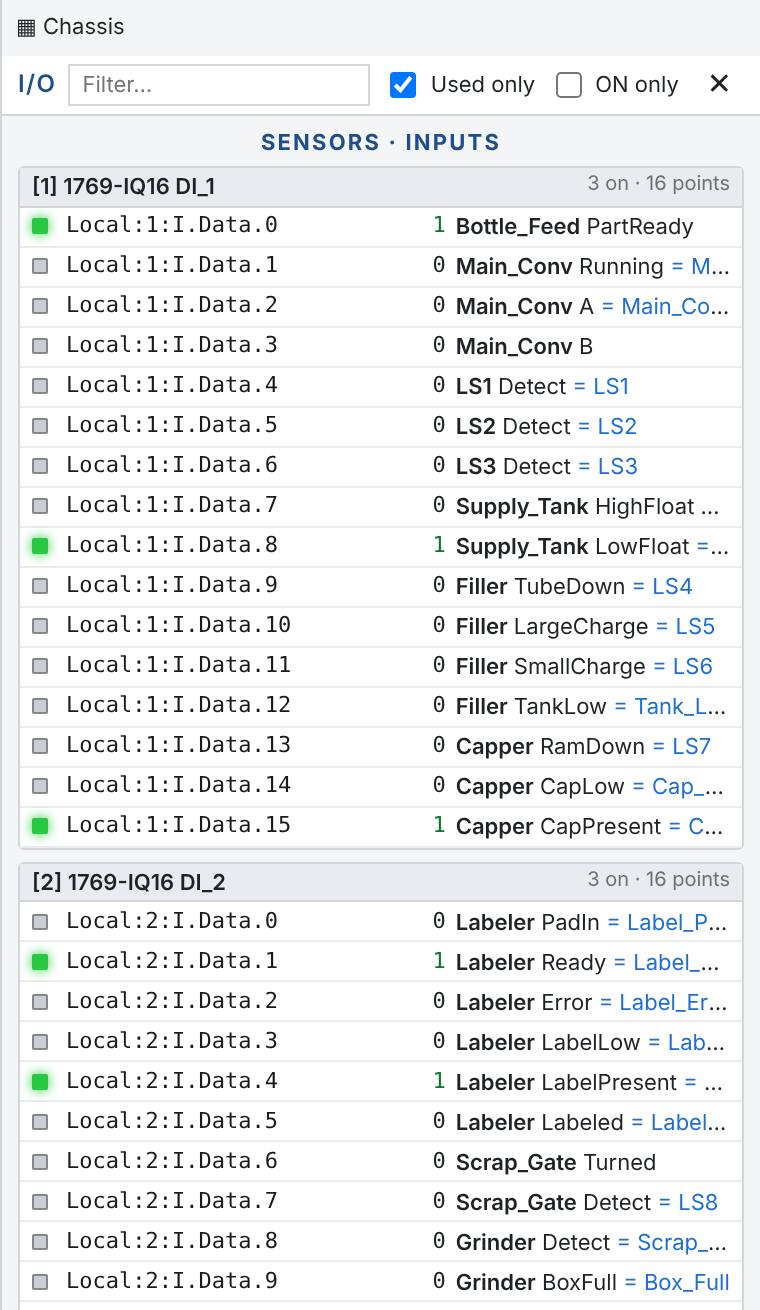 ▦ Chassis
I/O Filter... Used only ON only ✕
SENSORS · INPUTS
[1] 1769-IQ16 DI_1 3 on · 16 points
Local:1:I.Data.0 1 Bottle_Feed PartReady
Local:1:I.Data.1 0 Main_Conv Running = M...
Local:1:I.Data.2 0 Main_Conv A = Main_Co...
Local:1:I.Data.3 0 Main_Conv B
Local:1:I.Data.4 0 LS1 Detect = LS1
Local:1:I.Data.5 0 LS2 Detect = LS2
Local:1:I.Data.6 0 LS3 Detect = LS3
Local:1:I.Data.7 0 Supply_Tank HighFloat ...
Local:1:I.Data.8 1 Supply_Tank LowFloat =...
Local:1:I.Data.9 0 Filler TubeDown = LS4
Local:1:I.Data.10 0 Filler LargeCharge = LS5
Local:1:I.Data.11 0 Filler SmallCharge = LS6
Local:1:I.Data.12 0 Filler TankLow = Tank_L...
Local:1:I.Data.13 0 Capper RamDown = LS7
Local:1:I.Data.14 0 Capper CapLow = Cap_...
Local:1:I.Data.15 1 Capper CapPresent = C...
[2] 1769-IQ16 DI_2 3 on · 16 points
Local:2:I.Data.0 0 Labeler PadIn = Label_P...
Local:2:I.Data.1 1 Labeler Ready = Label_...
Local:2:I.Data.2 0 Labeler Error = Label_Er...
Local:2:I.Data.3 0 Labeler LabelLow = Lab...
Local:2:I.Data.4 1 Labeler LabelPresent = ...
Local:2:I.Data.5 0 Labeler Labeled = Label...
Local:2:I.Data.6 0 Scrap_Gate Turned
Local:2:I.Data.7 0 Scrap_Gate Detect = LS8
Local:2:I.Data.8 0 Grinder Detect = Scrap_...
Local:2:I.Data.9 0 Grinder BoxFull = Box_Full